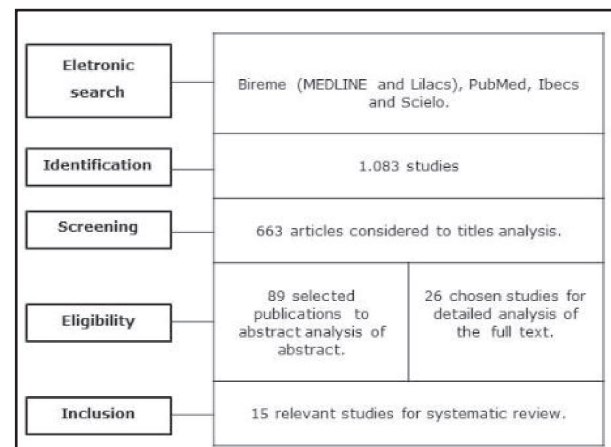 Eletronic
search
Bireme (MEDLINE and Lilacs), PubMed, Ibecs
and Scielo.
Identification
1.083 studies
Screening
663 articles considered to titles analysis.
Eligibility
89 selected
publications to
abstract analysis of
abstract.
26 chosen studies for
detailed analysis of
the full text.
Inclusion
15 relevant studies for systematic review.